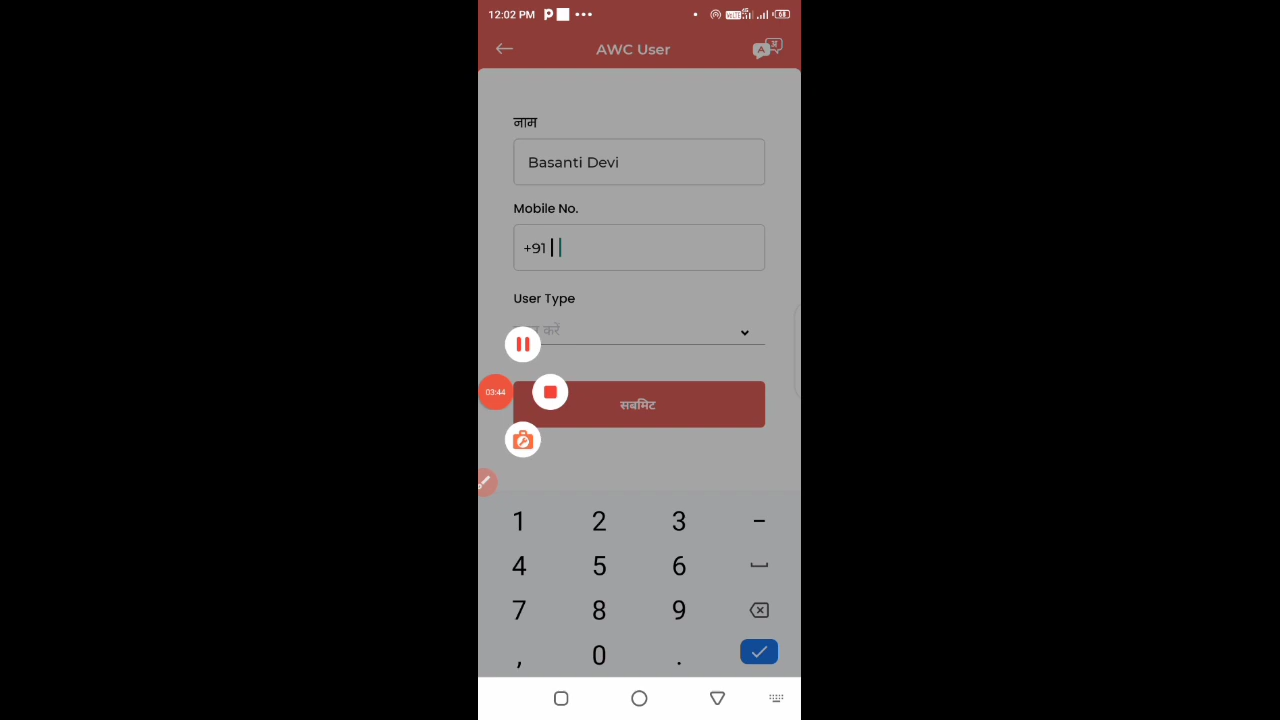 12:02 PM
AWC User
नाम
Basanti Devi
Mobile No.
+91
User Type
करें
03:44
सबमिट
1 2 3 -
4 5 6
7 8 9
, 0 .